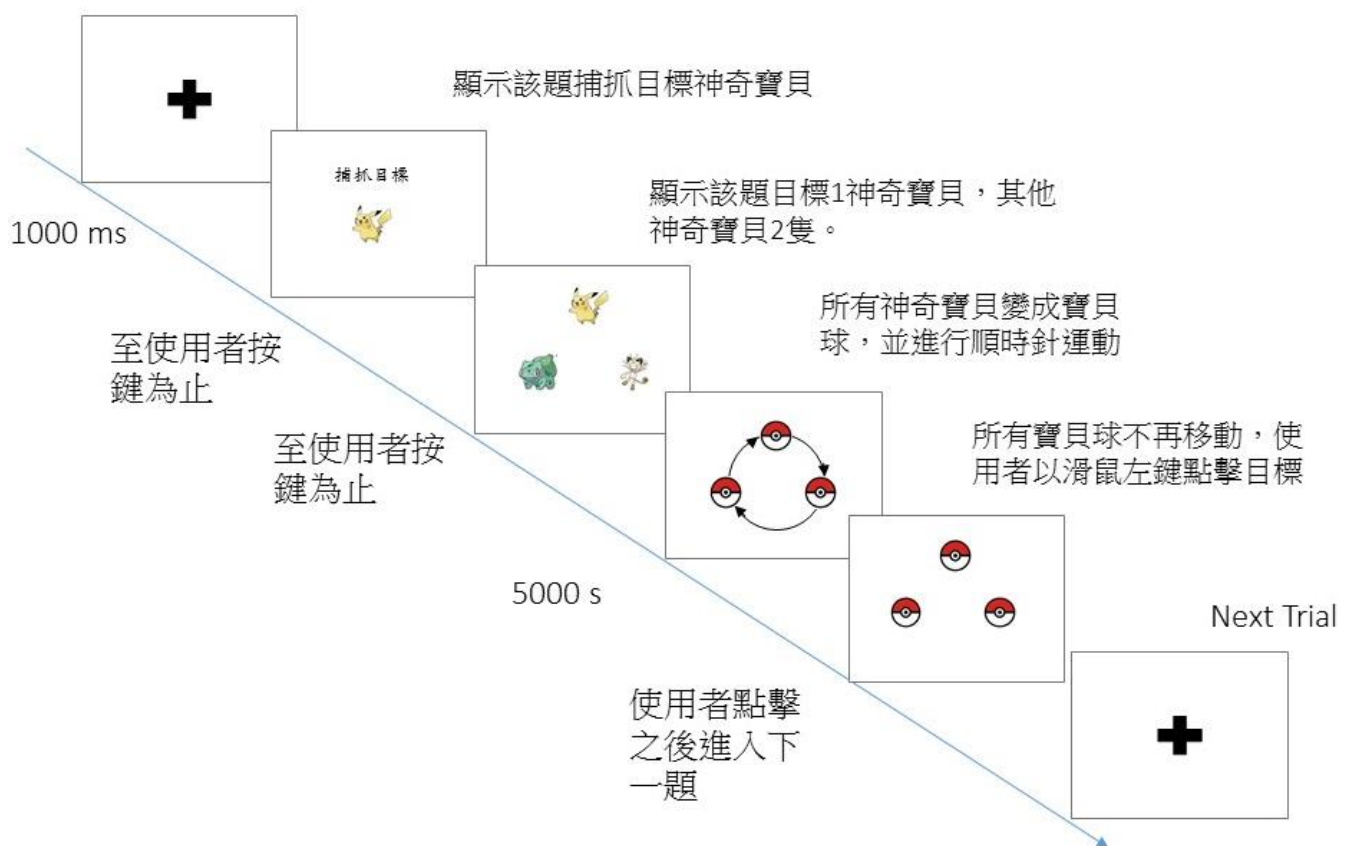 顯示該題捕抓目標神奇寶貝
捕抓目標
顯示該題目標1神奇寶貝，其他
神奇寶貝2隻。
1000 ms
所有神奇寶貝變成寶貝
球，並進行順時針運動
至使用者按
鍵為止
所有寶貝球不再移動，使
用者以滑鼠左鍵點擊目標
至使用者按
鍵為止
5000 s
Next Trial
使用者點擊
之後進入下
一題